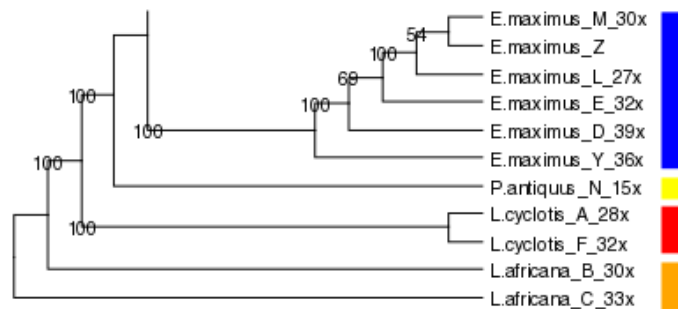 E.maximus_M_30x
54
E.maximus_Z
100
E.maximus_L_27x
69
100
E.maximus_E_32x
100
100
E.maximus_D_39x
E.maximus_Y_36x
100
P.antiquus_N_15x
L.cyclotis_A_28x
100
L.cyclotis_F_32x
L.africana_B_30x
L.africana_C_33x